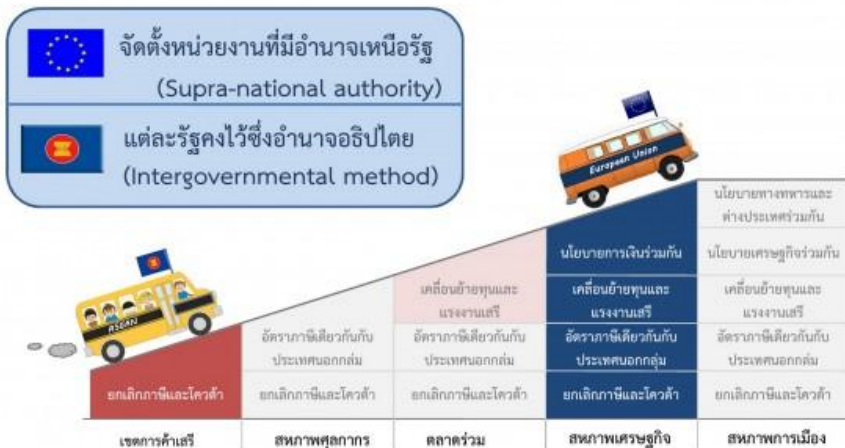 จัดตั้งหน่วยงานที่มีอำนาจเหนือรัฐ
(Supra-national authority)
แต่ละรัฐคงไว้ซึ่งอำนาจอธิปไตย
(Intergovernmental method)
ASEAN
European Union
นโยบายทางทหารและ
ต่างประเทศร่วมกัน
นโยบายการเงินร่วมกัน
นโยบายเศรษฐกิจร่วมกัน
เคลื่อนย้ายทุนและ
แรงงานเสรี
เคลื่อนย้ายทุนและ
แรงงานเสรี
เคลื่อนย้ายทุนและ
แรงงานเสรี
อัตราภาษีเดียวกันกับ
ประเทศนอกกลุ่ม
อัตราภาษีเดียวกันกับ
ประเทศนอกกลุ่ม
อัตราภาษีเดียวกันกับ
ประเทศนอกกลุ่ม
อัตราภาษีเดียวกันกับ
ประเทศนอกกลุ่ม
ยกเลิกภาษีและโควต้า
ยกเลิกภาษีและโควต้า
ยกเลิกภาษีและโควต้า
ยกเลิกภาษีและโควต้า
ยกเลิกภาษีและโควต้า
เขตการค้าเสรี
สหภาพศุลกากร
ตลาดร่วม
สหภาพเศรษฐกิจ
สหภาพการเมือง